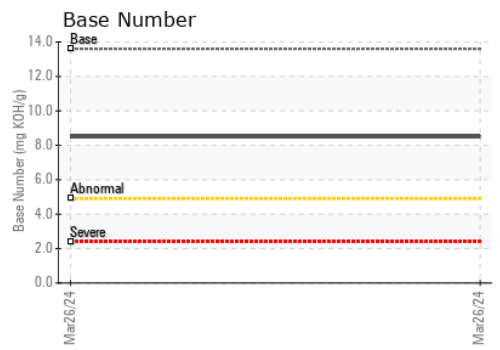 Base Number
Base Number (mg KOH/g)
14.0
12.0
10.0
8.0
6.0
4.0
2.0
0.0
Base
Abnormal
Severe
Mar26/24
Mar26/24